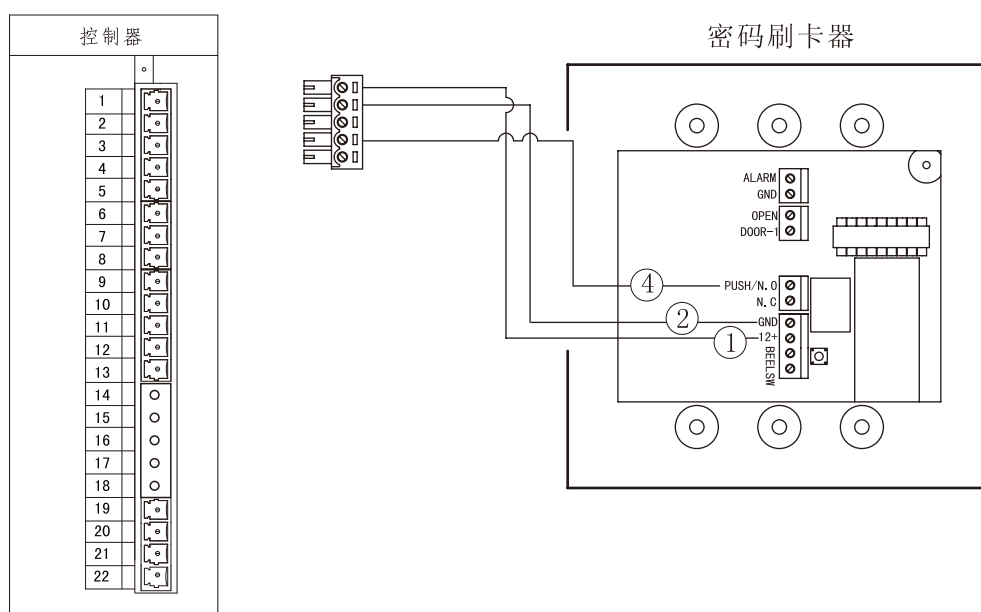 控制器
1
2
3
4
5
6
7
8
9
10
11
12
13
14
15
16
17
18
19
20
21
22
密码刷卡器
ALARM
GND
OPEN
DOOR-1
④
PUSH/N.O
N.C
②
GND
①
12+
BEELSW